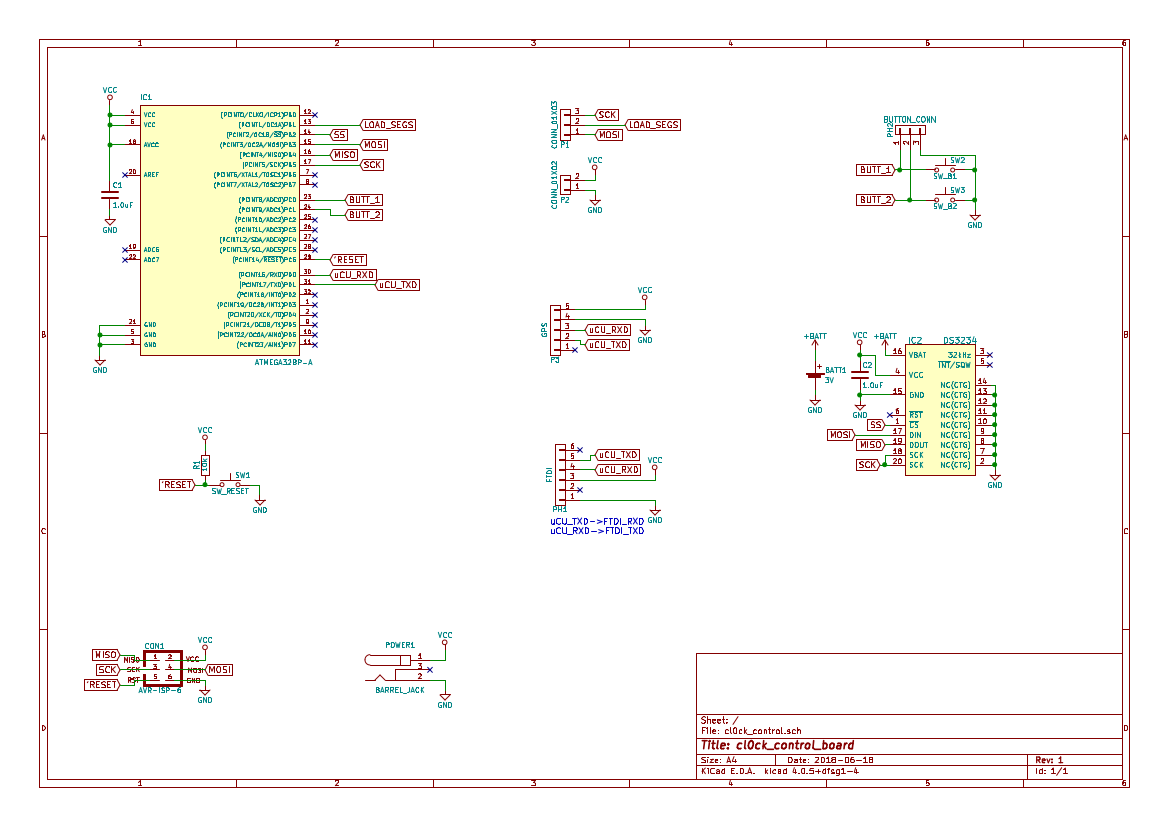 1 2 3 4 5 6
A
B
C
D
VCC
IC1
4 VCC
6 VCC
18 AVCC
20 AREF
19 ADC6
22 ADC7
21 GND
5 GND
3 GND
C1
1.0uF
GND
GND
(PCINT0/CLKO/ICP1)PB0 12
(PCINT1/OC1A)PB1 13 LOAD_SEGS
(PCINT2/OC1B/SS)PB2 14 SS
(PCINT3/OC2A/MOSI)PB3 15 MOSI
(PCINT4/MISO)PB4 16 MISO
(PCINT5/SCK)PB5 17 SCK
(PCINT6/XTAL1/TOSC1)PB6 7
(PCINT7/XTAL2/TOSC2)PB7 8
(PCINT8/ADC0)PC0 23 BUTT_1
(PCINT9/ADC1)PC1 24 BUTT_2
(PCINT10/ADC2)PC2 25
(PCINT11/ADC3)PC3 26
(PCINT12/SDA/ADC4)PC4 27
(PCINT13/SCL/ADC5)PC5 28
(PCINT14/RESET)PC6 29 'RESET
(PCINT16/RXD)PD0 30 uCU_RXD
(PCINT17/TXD)PD1 31 uCU_TXD
(PCINT18/INT0)PD2 32
(PCINT19/OC2B/INT1)PD3 1
(PCINT20/XCK/T0)PD4 2
(PCINT21/OC0B/T1)PD5 9
(PCINT22/OC0A/AIN0)PD6 10
(PCINT23/AIN1)PD7 11
ATMEGA328P-A
CONN_01X03
3 SCK
2 LOAD_SEGS
1 MOSI
P1
CONN_01X02
VCC
2
1
P2
GND
BUTTON_CONN
PH2
1 2 3
BUTT_1
SW2
SW_B1
BUTT_2
SW3
SW_B2
GND
GPS
VCC
5
4
3 uCU_RXD
2 uCU_TXD
1
P3
GND
+BATT
BATT1
3V
GND
VCC
+BATT
C2
1.0uF
GND
IC2 DS3234
16 VBAT
4 VCC
15 GND
6 RST
SS 1 CS
MOSI 17 DIN
MISO 19 DOUT
18 SCK
SCK 20 SCK
32kHz 3
INT/SQW 5
NC(CTG) 14
NC(CTG) 13
NC(CTG) 12
NC(CTG) 11
NC(CTG) 10
NC(CTG) 9
NC(CTG) 8
NC(CTG) 7
NC(CTG) 2
GND
VCC
R1
10k
'RESET
SW1
SW_RESET
GND
FTDI
6
5 uCU_TXD
4 uCU_RXD
3
2
1
VCC
PH1
GND
uCU_TXD->FTDI_RXD
uCU_RXD->FTDI_TXD
CON1
VCC
MISO MISO 1 2 VCC
SCK SCK 3 4 MOSI MOSI
'RESET RST 5 6 GND
AVR-ISP-6
GND
POWER1
VCC
1
3
2
BARREL_JACK
GND
Sheet: /
File: cl0ck_control.sch
Title: cl0ck_control_board
Size: A4 Date: 2018-06-18 Rev: 1
KiCad E.D.A. kicad 4.0.5+dfsg1-4 Id: 1/1
1 2 3 4 5 6
A
B
C
D